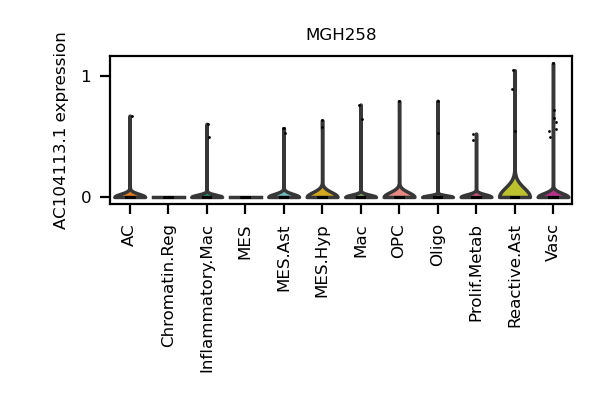 MGH258
AC104113.1 expression
1
0
AC
Chromatin.Reg
Inflammatory.Mac
MES
MES.Ast
MES.Hyp
Mac
OPC
Oligo
Prolif.Metab
Reactive.Ast
Vasc